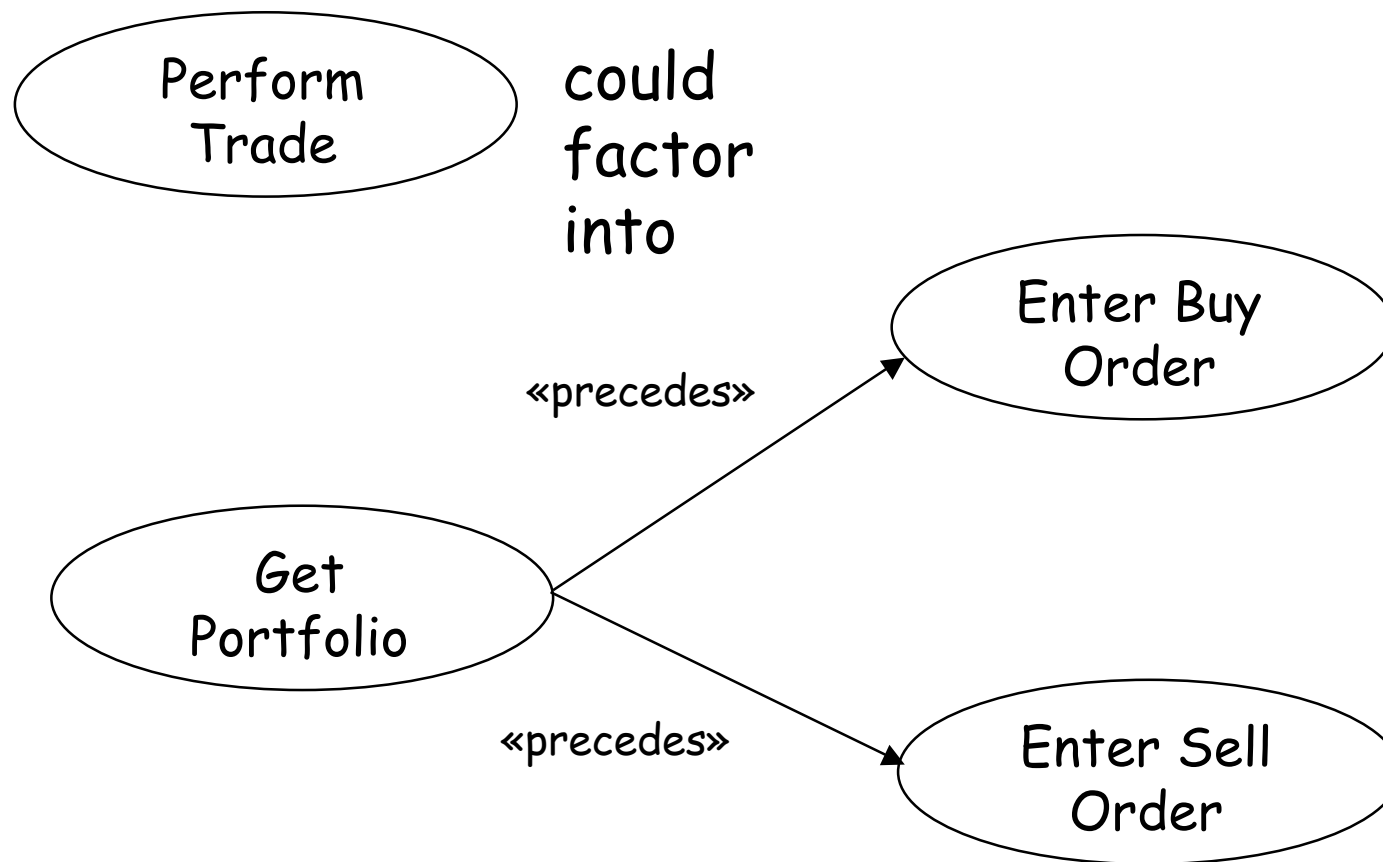 Perform
Trade
could
factor
into
Enter Buy
Order
«precedes»
Get
Portfolio
«precedes»
Enter Sell
Order